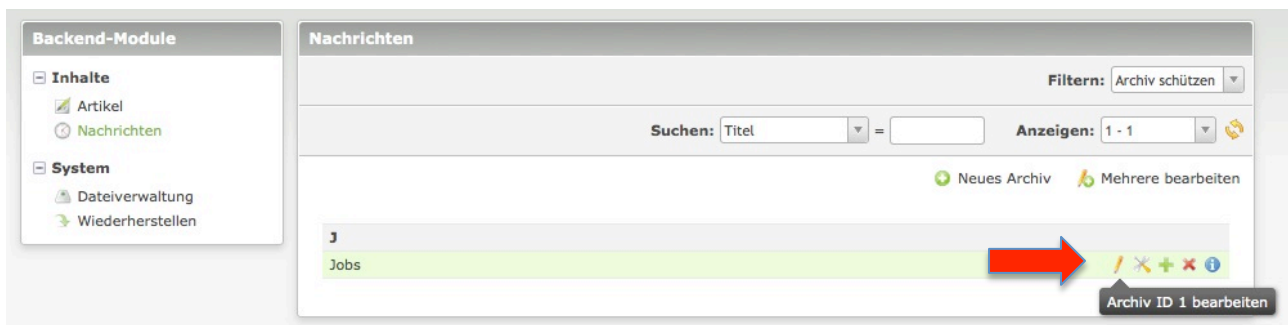 Backend-Module
Inhalte
Artikel
Nachrichten
System
Dateiverwaltung
Wiederherstellen
Nachrichten
Filtern: Archiv schützen
Suchen: Titel = Anzeigen: 1 - 1
Neues Archiv Mehrere bearbeiten
J
Jobs
Archiv ID 1 bearbeiten